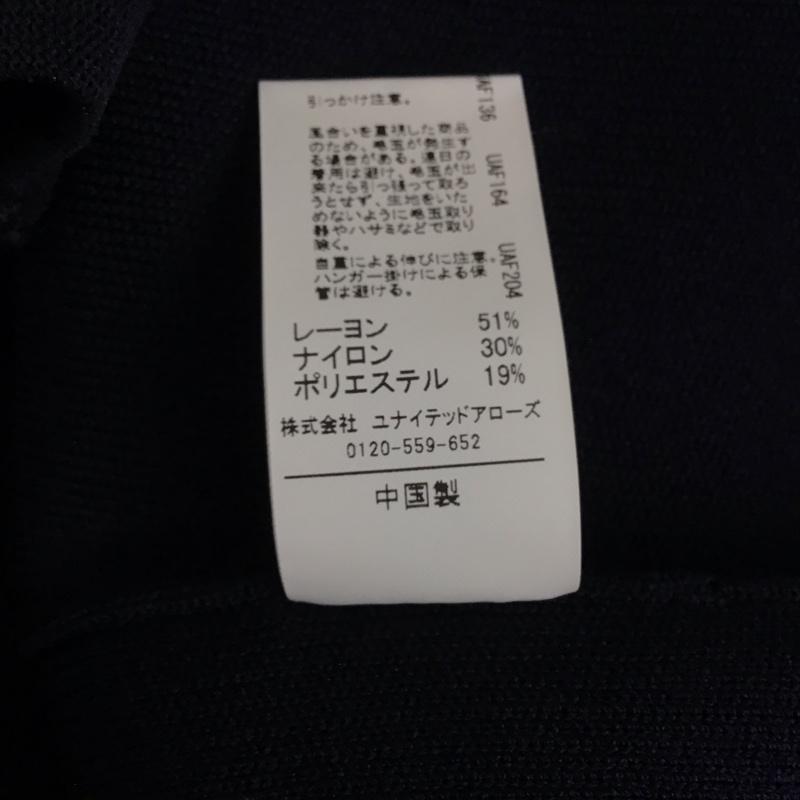 引っかけ注意。
風合いを重視した商品
のため、毛玉が発生す
る場合がある。連日の
着用は避け、毛玉が出
来たら引っ張って取ろ
うとせず、生地をいた
めないように毛玉取り
器やハサミなどで取り
除く。
自重による伸びに注意。
ハンガー掛けによる保
管は避ける。
UAF136 UAF164 UAF204
レーヨン 51%
ナイロン 30%
ポリエステル 19%
株式会社 ユナイテッドアローズ
0120-559-652
中国製